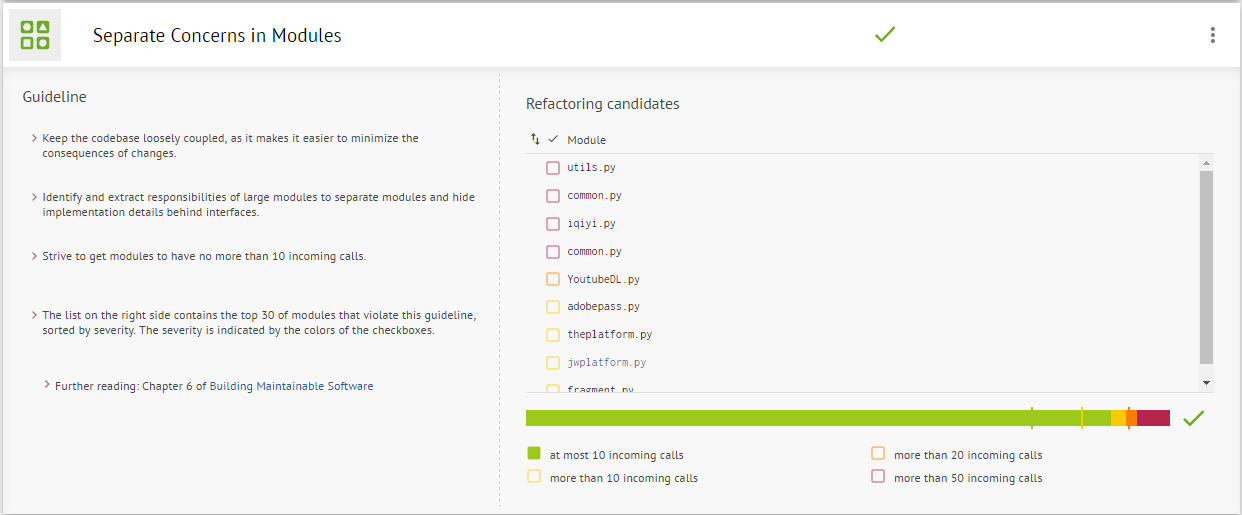 Separate Concerns in Modules
Guideline
Keep the codebase loosely coupled, as it makes it easier to minimize the
consequences of changes.
Identify and extract responsibilities of large modules to separate modules and hide
implementation details behind interfaces.
Strive to get modules to have no more than 10 incoming calls.
The list on the right side contains the top 30 of modules that violate this guideline,
sorted by severity. The severity is indicated by the colors of the checkboxes.
Further reading: Chapter 6 of Building Maintainable Software
Refactoring candidates
Module
utils.py
common.py
iqiyi.py
common.py
YoutubeDL.py
adobepass.py
theplatform.py
jwplatform.py
fragment.py
at most 10 incoming calls
more than 10 incoming calls
more than 20 incoming calls
more than 50 incoming calls